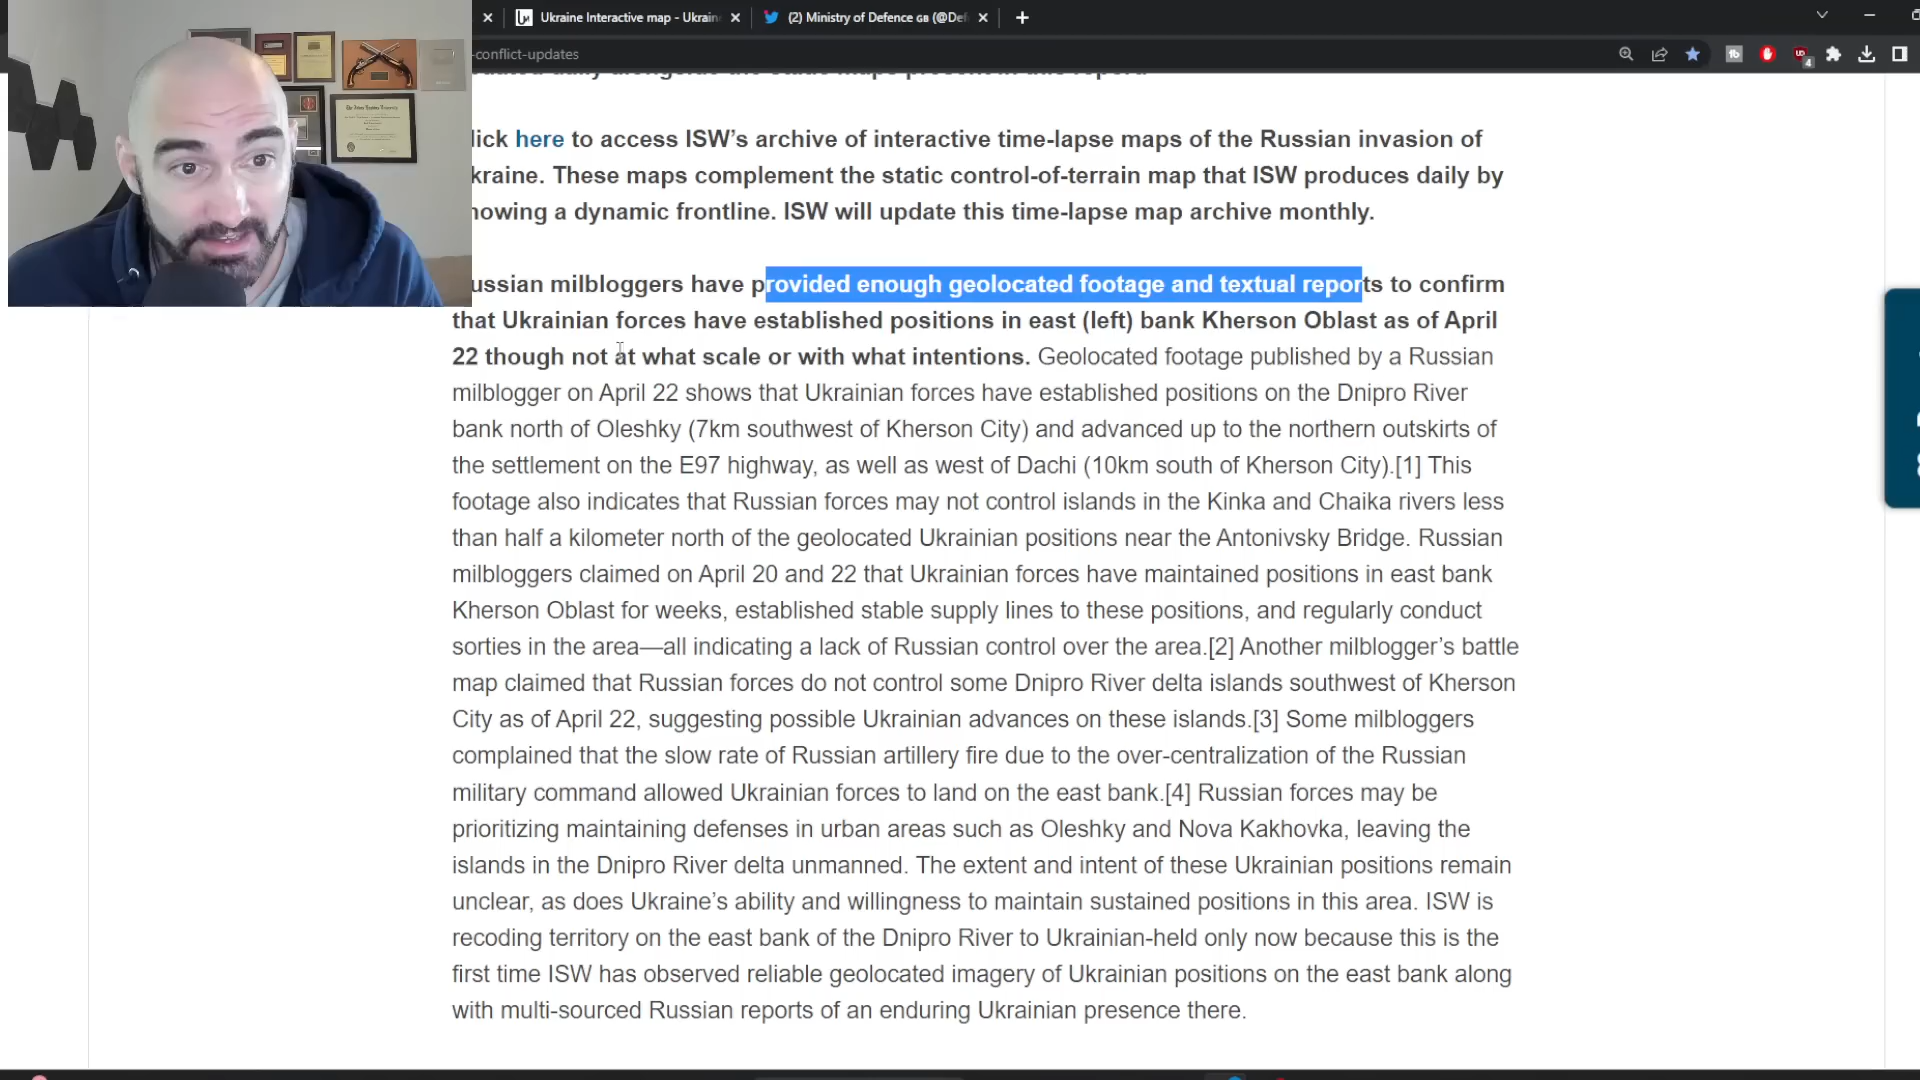 Ukraine Interactive map - Ukrain
(2) Ministry of Defence GB (@Def
-conflict-updates
4
lick here to access ISW’s archive of interactive time-lapse maps of the Russian invasion of
kraine. These maps complement the static control-of-terrain map that ISW produces daily by
howing a dynamic frontline. ISW will update this time-lapse map archive monthly.
ussian milbloggers have provided enough geolocated footage and textual reports to confirm
that Ukrainian forces have established positions in east (left) bank Kherson Oblast as of April
22 though not at what scale or with what intentions. Geolocated footage published by a Russian
milblogger on April 22 shows that Ukrainian forces have established positions on the Dnipro River
bank north of Oleshky (7km southwest of Kherson City) and advanced up to the northern outskirts of
the settlement on the E97 highway, as well as west of Dachi (10km south of Kherson City).[1] This
footage also indicates that Russian forces may not control islands in the Kinka and Chaika rivers less
than half a kilometer north of the geolocated Ukrainian positions near the Antonivsky Bridge. Russian
milbloggers claimed on April 20 and 22 that Ukrainian forces have maintained positions in east bank
Kherson Oblast for weeks, established stable supply lines to these positions, and regularly conduct
sorties in the area—all indicating a lack of Russian control over the area.[2] Another milblogger’s battle
map claimed that Russian forces do not control some Dnipro River delta islands southwest of Kherson
City as of April 22, suggesting possible Ukrainian advances on these islands.[3] Some milbloggers
complained that the slow rate of Russian artillery fire due to the over-centralization of the Russian
military command allowed Ukrainian forces to land on the east bank.[4] Russian forces may be
prioritizing maintaining defenses in urban areas such as Oleshky and Nova Kakhovka, leaving the
islands in the Dnipro River delta unmanned. The extent and intent of these Ukrainian positions remain
unclear, as does Ukraine’s ability and willingness to maintain sustained positions in this area. ISW is
recoding territory on the east bank of the Dnipro River to Ukrainian-held only now because this is the
first time ISW has observed reliable geolocated imagery of Ukrainian positions on the east bank along
with multi-sourced Russian reports of an enduring Ukrainian presence there.